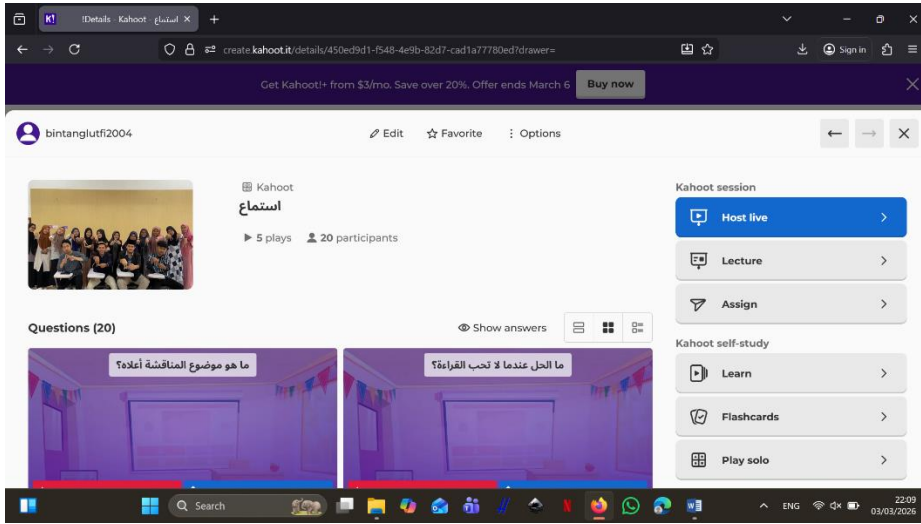 !Details - Kahoot - استماع
create.kahoot.it/details/450ed9d1-f548-4e9b-82d7-cad1a77780ed?drawer=
Sign in
Get Kahoot!+ from $3/mo. Save over 20%. Offer ends March 6
Buy now
bintanglutfi2004
Edit
Favorite
Options
Kahoot
استماع
5 plays
20 participants
Kahoot session
Host live
Lecture
Assign
Questions (20)
Show answers
Kahoot self-study
Learn
Flashcards
Play solo
ما هو موضوع المناقشة أعلاه؟
ما الحل عندما لا تحب القراءة؟
Search
ENG
22:09
03/03/2026